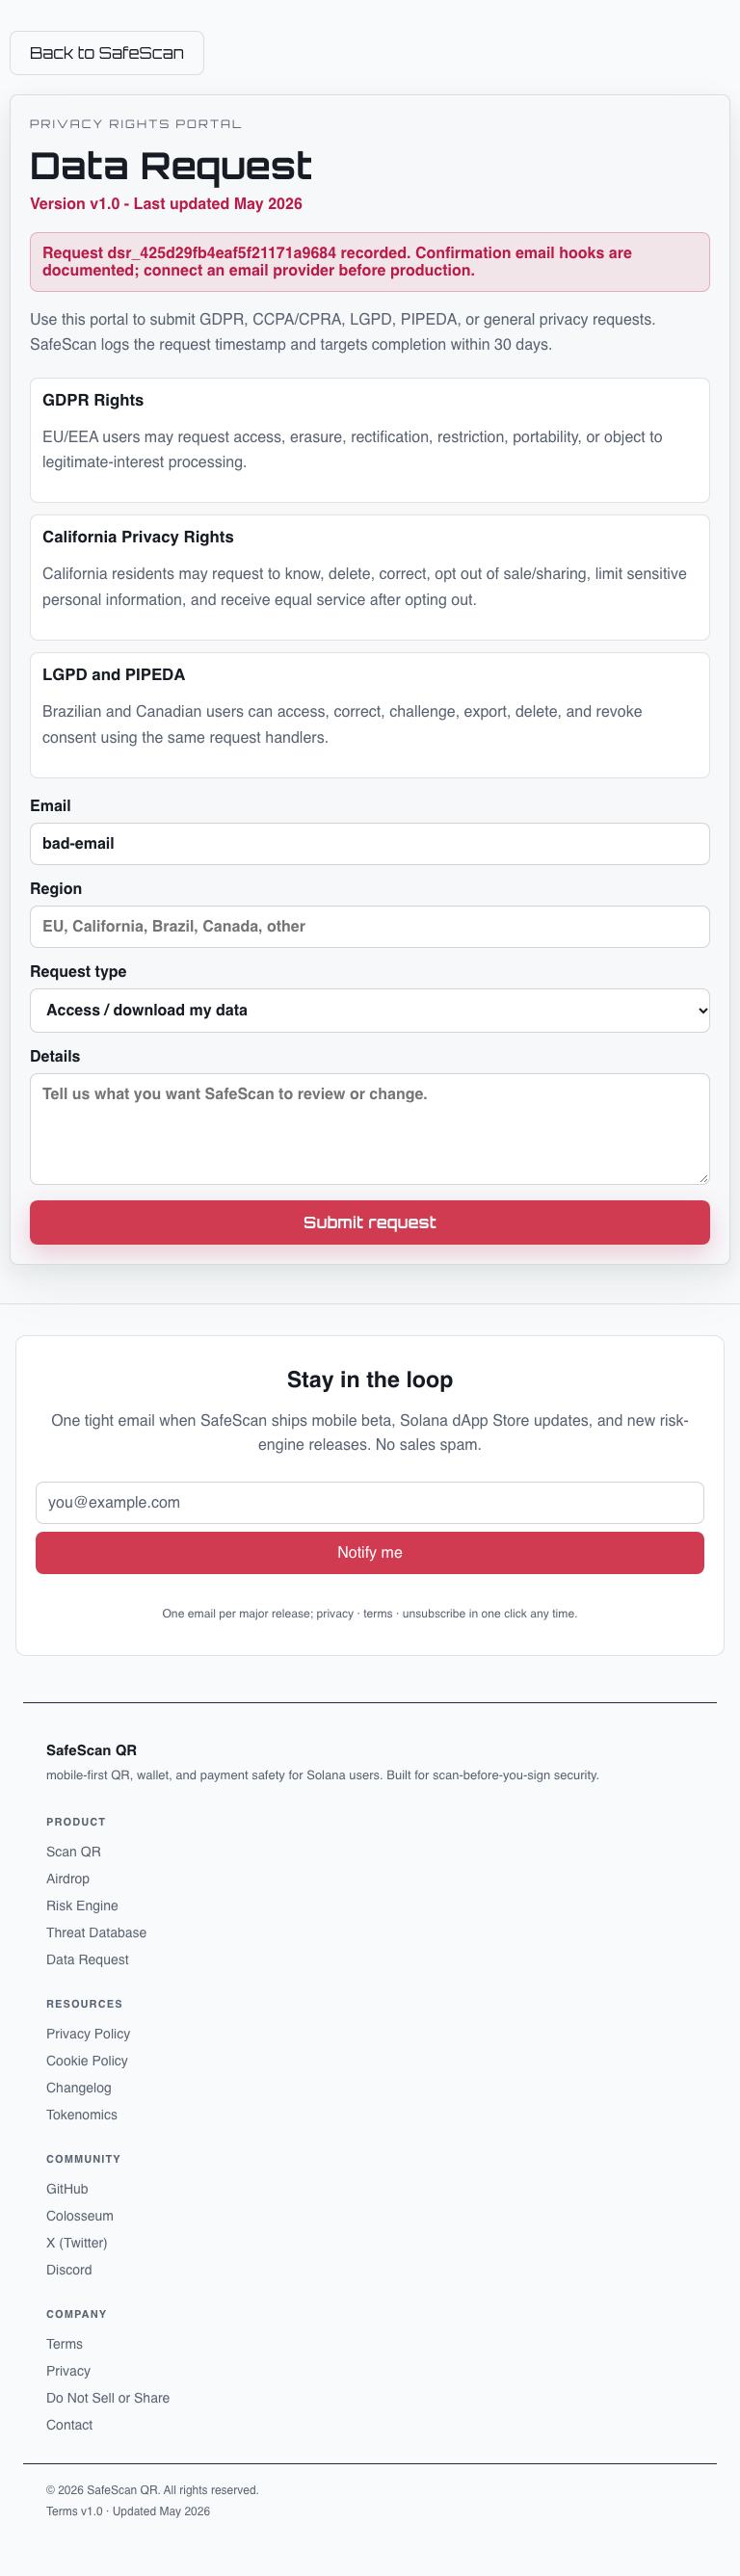 Back to SafeScan
PRIVACY RIGHTS PORTAL
Data Request
Version v1.0 - Last updated May 2026
Request dsr_425d29fb4eaf5f21171a9684 recorded. Confirmation email hooks are
documented; connect an email provider before production.
Use this portal to submit GDPR, CCPA/CPRA, LGPD, PIPEDA, or general privacy requests.
SafeScan logs the request timestamp and targets completion within 30 days.
GDPR Rights
EU/EEA users may request access, erasure, rectification, restriction, portability, or object to
legitimate-interest processing.
California Privacy Rights
California residents may request to know, delete, correct, opt out of sale/sharing, limit sensitive
personal information, and receive equal service after opting out.
LGPD and PIPEDA
Brazilian and Canadian users can access, correct, challenge, export, delete, and revoke
consent using the same request handlers.
Email
bad-email
Region
EU, California, Brazil, Canada, other
Request type
Access / download my data
Details
Tell us what you want SafeScan to review or change.
Submit request
Stay in the loop
One tight email when SafeScan ships mobile beta, Solana dApp Store updates, and new risk-
engine releases. No sales spam.
you@example.com
Notify me
One email per major release; privacy · terms · unsubscribe in one click any time.
SafeScan QR
mobile-first QR, wallet, and payment safety for Solana users. Built for scan-before-you-sign security.
PRODUCT
Scan QR
Airdrop
Risk Engine
Threat Database
Data Request
RESOURCES
Privacy Policy
Cookie Policy
Changelog
Tokenomics
COMMUNITY
GitHub
Colosseum
X (Twitter)
Discord
COMPANY
Terms
Privacy
Do Not Sell or Share
Contact
© 2026 SafeScan QR. All rights reserved.
Terms v1.0 · Updated May 2026